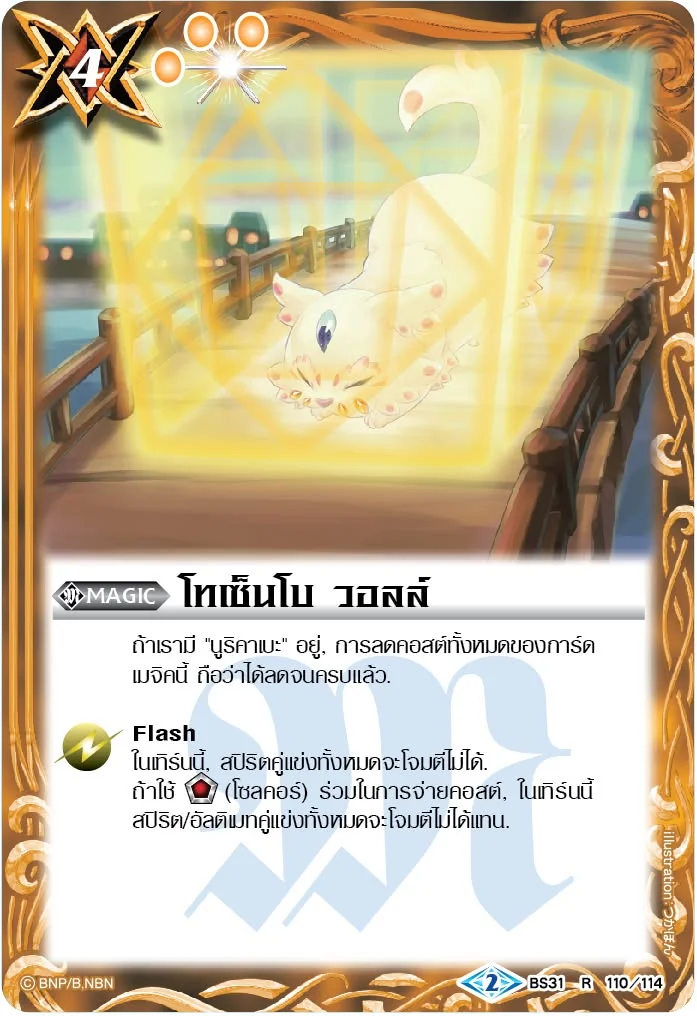 4
MAGIC โทเซ็นโบ วอลล์
ถ้าเรามี "นูริคาเบะ" อยู่, การลดคอสต์ทั้งหมดของการ์ด
เมจิคนี้ ถือว่าได้ลดจนครบแล้ว.
Flash
ในเทิร์นนี้, สปิริตคู่แข่งทั้งหมดจะโจมตีไม่ได้.
ถ้าใช้ (โซลคอร์) ร่วมในการจ่ายคอสต์, ในเทิร์นนี้
สปิริต/อัลติเมทคู่แข่งทั้งหมดจะโจมตีไม่ได้แทน.
illustration:つかぽん
©BNP/B,NBN
2 BS31 R 110/114